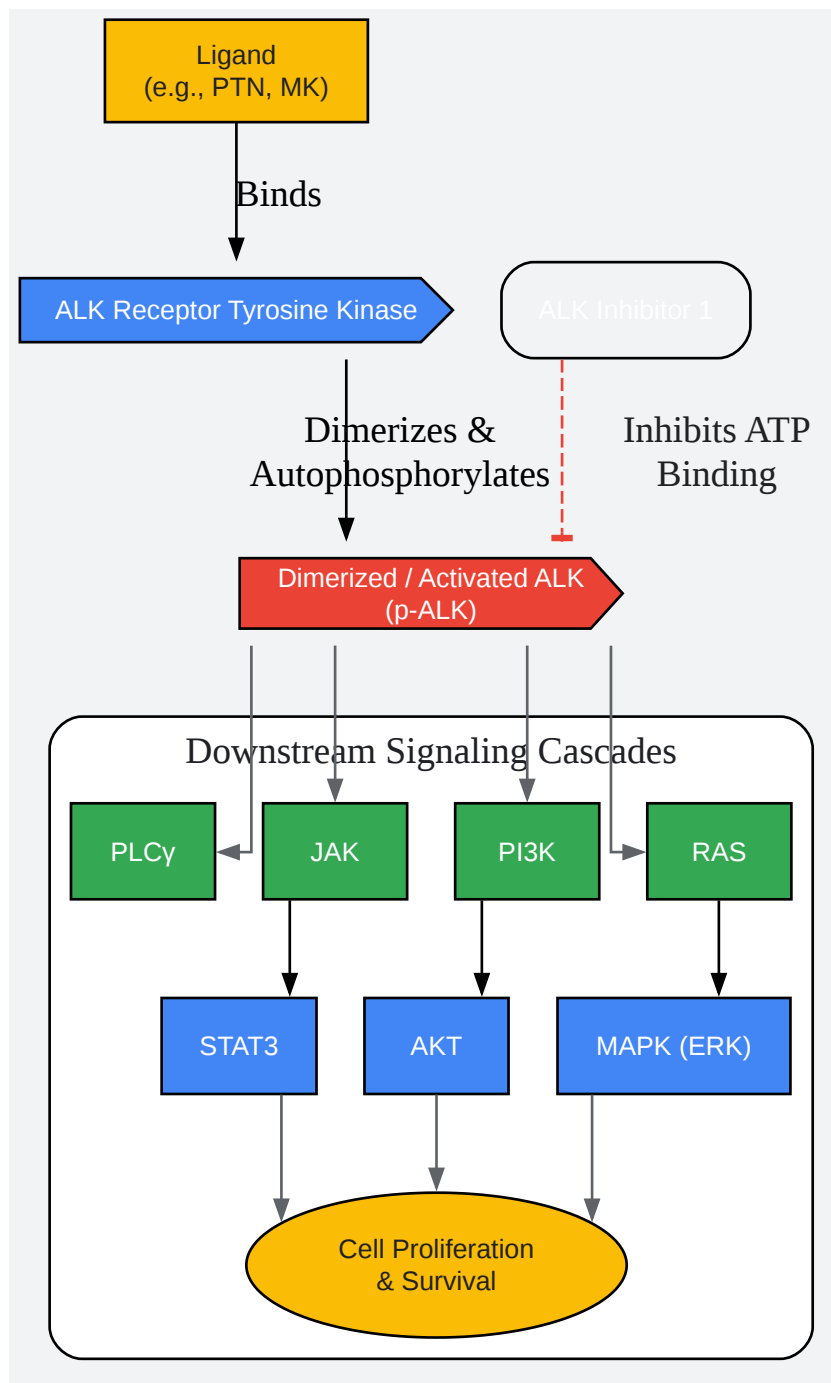 Ligand
(e.g., PTN, MK)
Binds
ALK Receptor Tyrosine Kinase
ALK Inhibitor 1
Dimerizes &
Autophosphorylates
Inhibits ATP
Binding
Dimerized / Activated ALK
(p-ALK)
Downstream Signaling Cascades
PLCγ
JAK
PI3K
RAS
STAT3
AKT
MAPK (ERK)
Cell Proliferation
& Survival